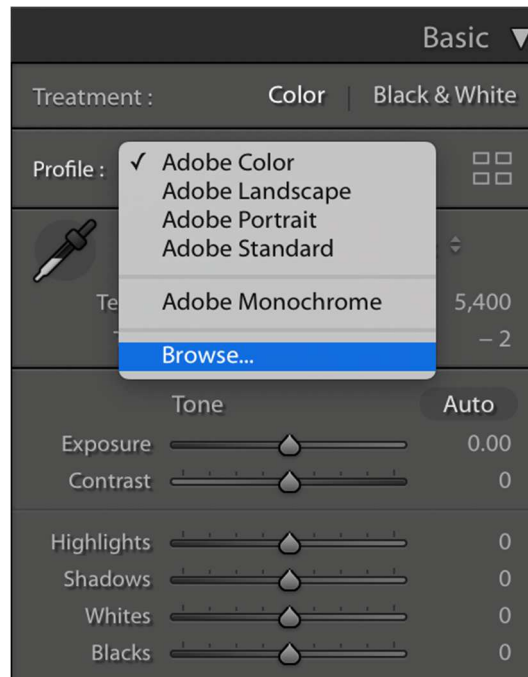 Basic
Treatment : Color | Black & White
Profile : ✓ Adobe Color
Adobe Landscape
Adobe Portrait
Adobe Standard
Adobe Monochrome
Te 5,400
– 2
Browse...
Tone Auto
Exposure 0.00
Contrast 0
Highlights 0
Shadows 0
Whites 0
Blacks 0